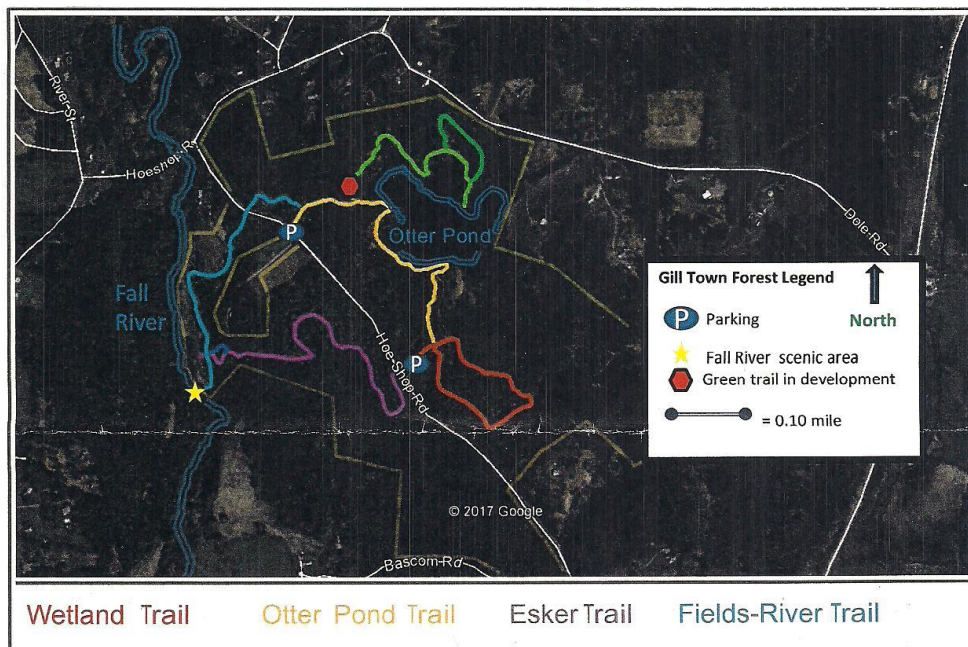 River St
Hoeshop R
P
Otter Pond
Dole Rd
Fall
River
Hoe-Shop-Rd
P
© 2017 Google
Bascom-Rd
Gill Town Forest Legend
P Parking
North
Fall River scenic area
Green trail in development
= 0.10 mile
Wetland Trail Otter Pond Trail Esker Trail Fields-River Trail